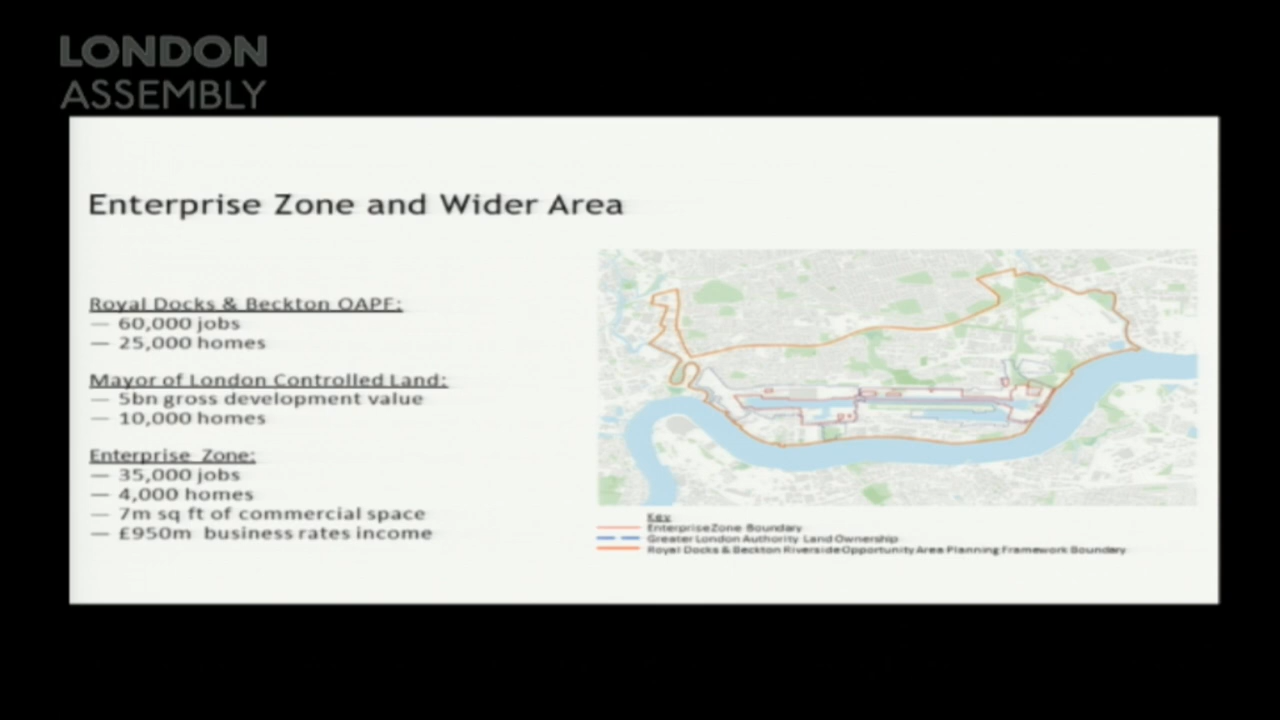 LONDON
ASSEMBLY
Enterprise Zone and Wider Area
Royal Docks & Beckton OAPF:
— 60,000 jobs
— 25,000 homes
Mayor of London Controlled Land:
— 5bn gross development value
— 10,000 homes
Enterprise Zone:
— 35,000 jobs
— 4,000 homes
— 7m sq ft of commercial space
— £950m business rates income
Key
EnterpriseZone Boundary
Greater London Authority Land Ownership
Royal Docks & Beckton Riverside Opportunity Area Planning Framework Boundary